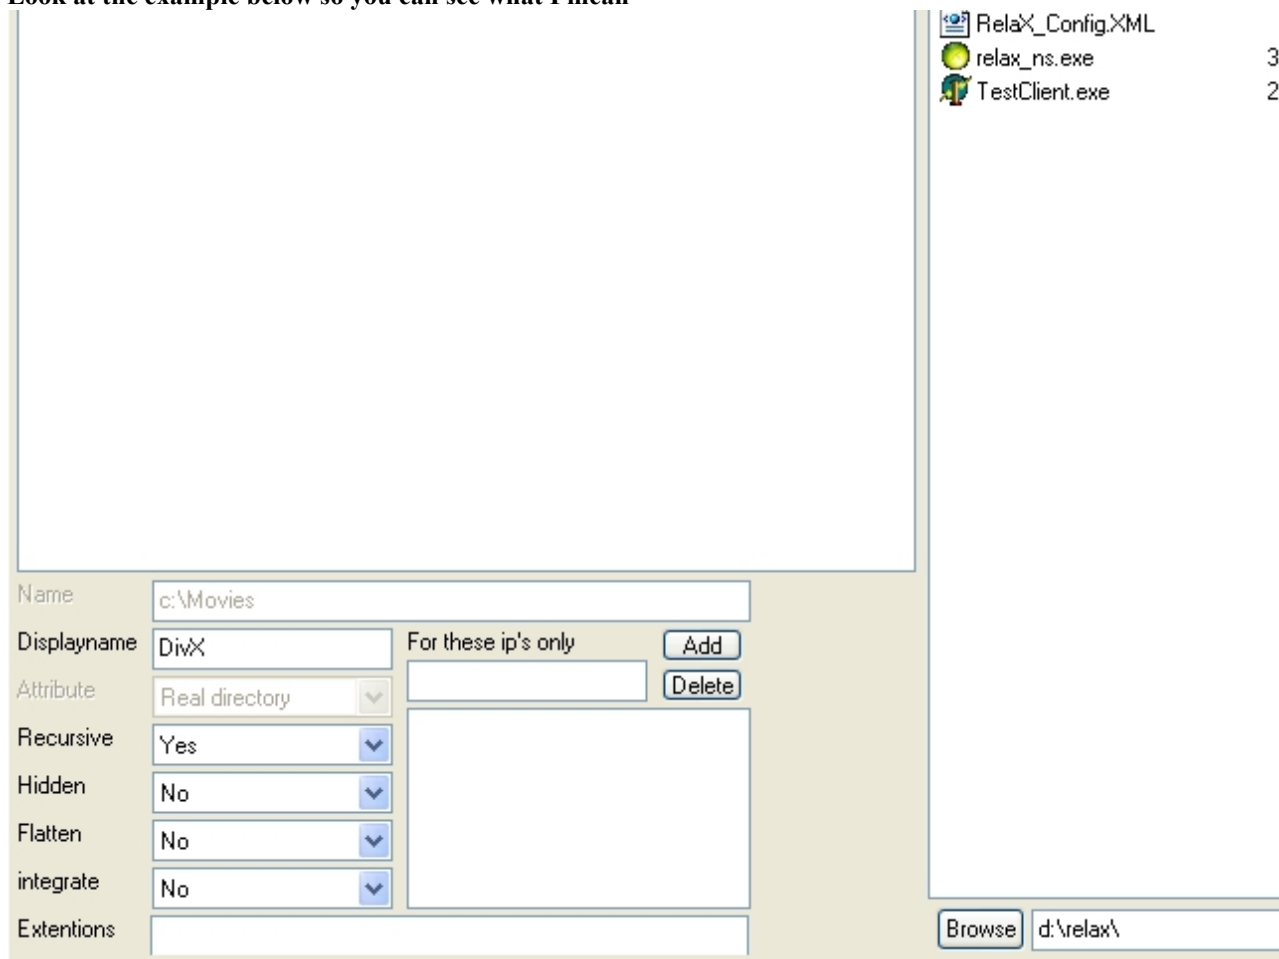 Look at the example below so you can see what I mean
RelaX_Config.XML
relax_ns.exe 3
TestClient.exe 2
Name c:\Movies
Displayname DivX For these ip's only Add
Attribute Real directory Delete
Recursive Yes
Hidden No
Flatten No
integrate No
Extentions
Browse d:\relax\